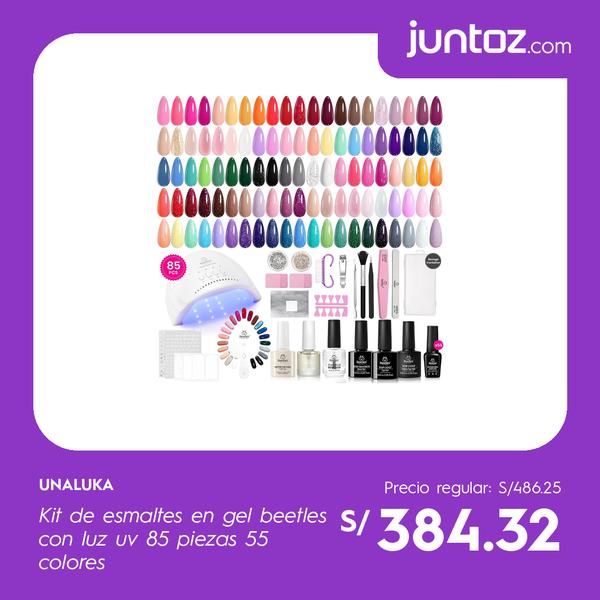 juntoz.com
85
PCS
x55
UNALUKA
Kit de esmaltes en gel beetles
con luz uv 85 piezas 55
colores
Precio regular: S/486.25
S/ 384.32